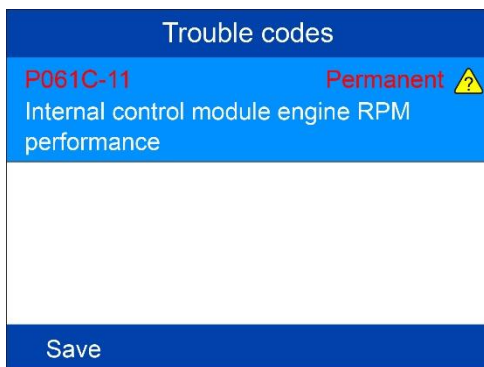 Trouble codes
P061C-11 Permanent ?
Internal control module engine RPM
performance
Save